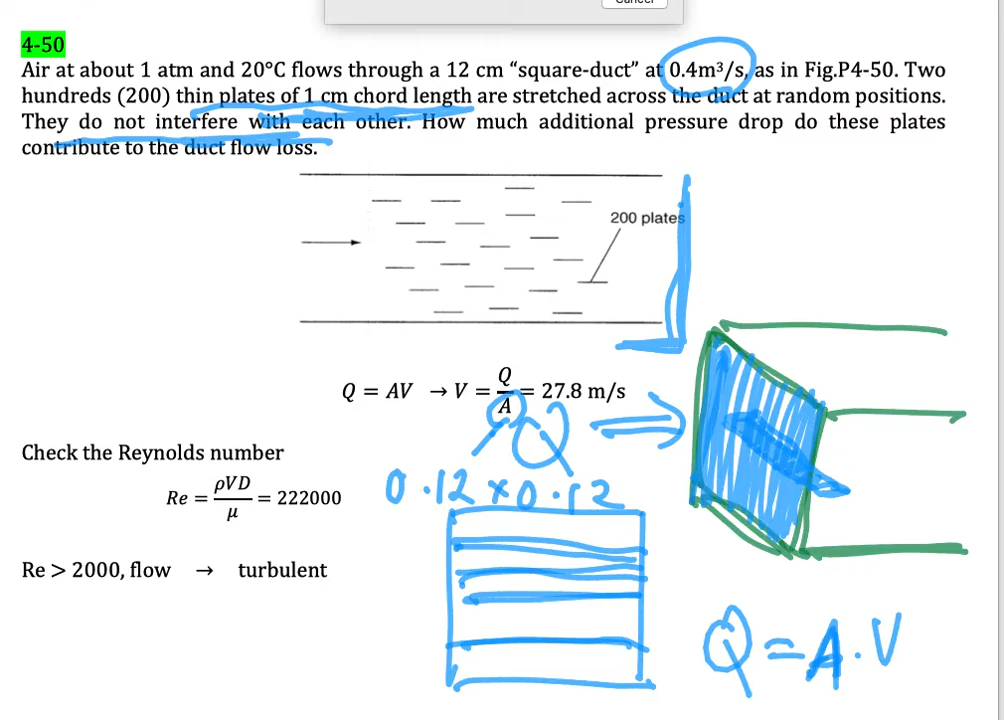 Cancel
4-50
Air at about 1 atm and 20°C flows through a 12 cm “square-duct” at 0.4m³/s, as in Fig.P4-50. Two
hundreds (200) thin plates of 1 cm chord length are stretched across the duct at random positions.
They do not interfere with each other. How much additional pressure drop do these plates
contribute to the duct flow loss.
200 plates
Q = AV → V = Q/A = 27.8 m/s
Q
Check the Reynolds number
Re = ρVD/μ = 222000
0.12 × 0.12
Re > 2000, flow → turbulent
Q = A . V